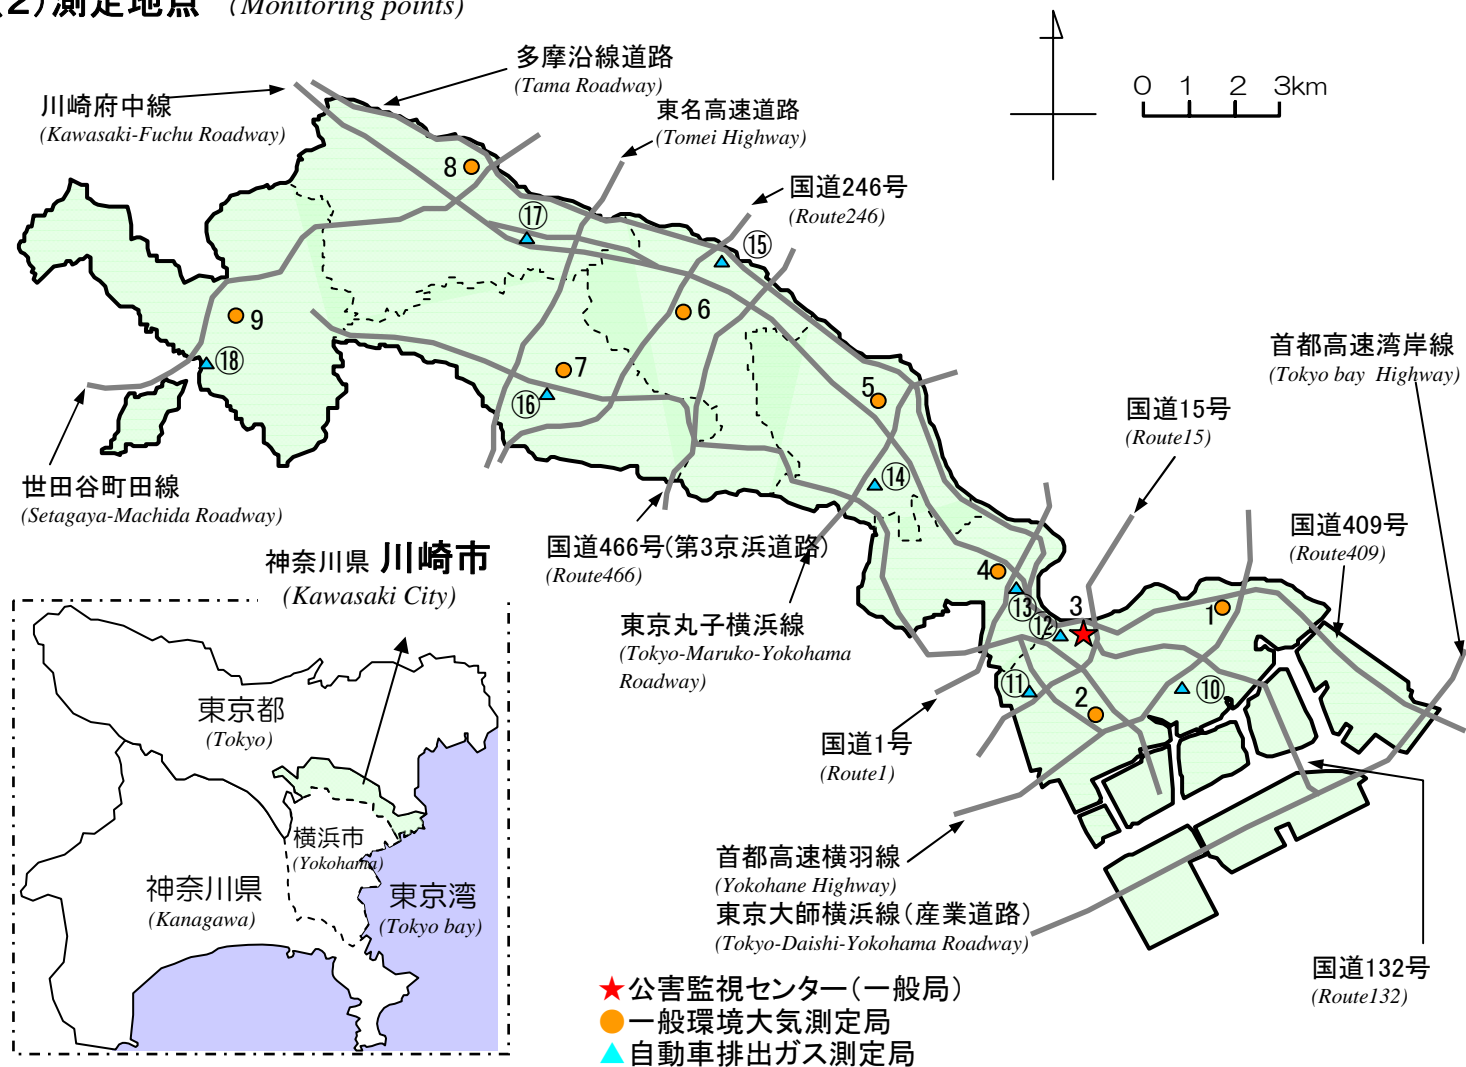 (2)測定地点 (Monitoring points)
多摩沿線道路
(Tama Roadway)
川崎府中線
(Kawasaki-Fuchu Roadway)
東名高速道路
(Tomei Highway)
0 1 2 3km
国道246号
(Route246)
8
⑰
⑮
9
6
⑱
7
⑯
5
首都高速湾岸線
(Tokyo bay Highway)
国道15号
(Route15)
世田谷町田線
(Setagaya-Machida Roadway)
⑭
国道409号
(Route409)
国道466号(第3京浜道路)
(Route466)
4
⑬
⑫
3
1
東京丸子横浜線
(Tokyo-Maruko-Yokohama
Roadway)
⑪
2
⑩
国道1号
(Route1)
神奈川県 川崎市
(Kawasaki City)
東京都
(Tokyo)
横浜市
(Yokohama)
神奈川県
(Kanagawa)
東京湾
(Tokyo bay)
首都高速横羽線
(Yokohane Highway)
東京大師横浜線(産業道路)
(Tokyo-Daishi-Yokohama Roadway)
国道132号
(Route132)
★公害監視センター(一般局)
●一般環境大気測定局
▲自動車排出ガス測定局